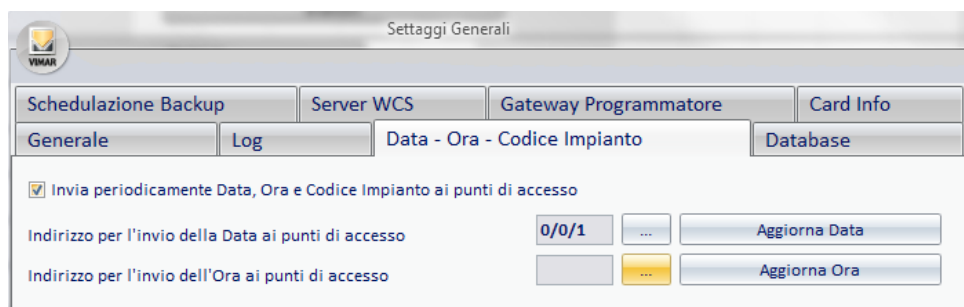 Settaggi Generali
VIMAR
Schedulazione Backup Server WCS Gateway Programmatore Card Info
Generale Log Data - Ora - Codice Impianto Database
Invia periodicamente Data, Ora e Codice Impianto ai punti di accesso
Indirizzo per l'invio della Data ai punti di accesso 0/0/1 ... Aggiorna Data
Indirizzo per l'invio dell'Ora ai punti di accesso ... Aggiorna Ora